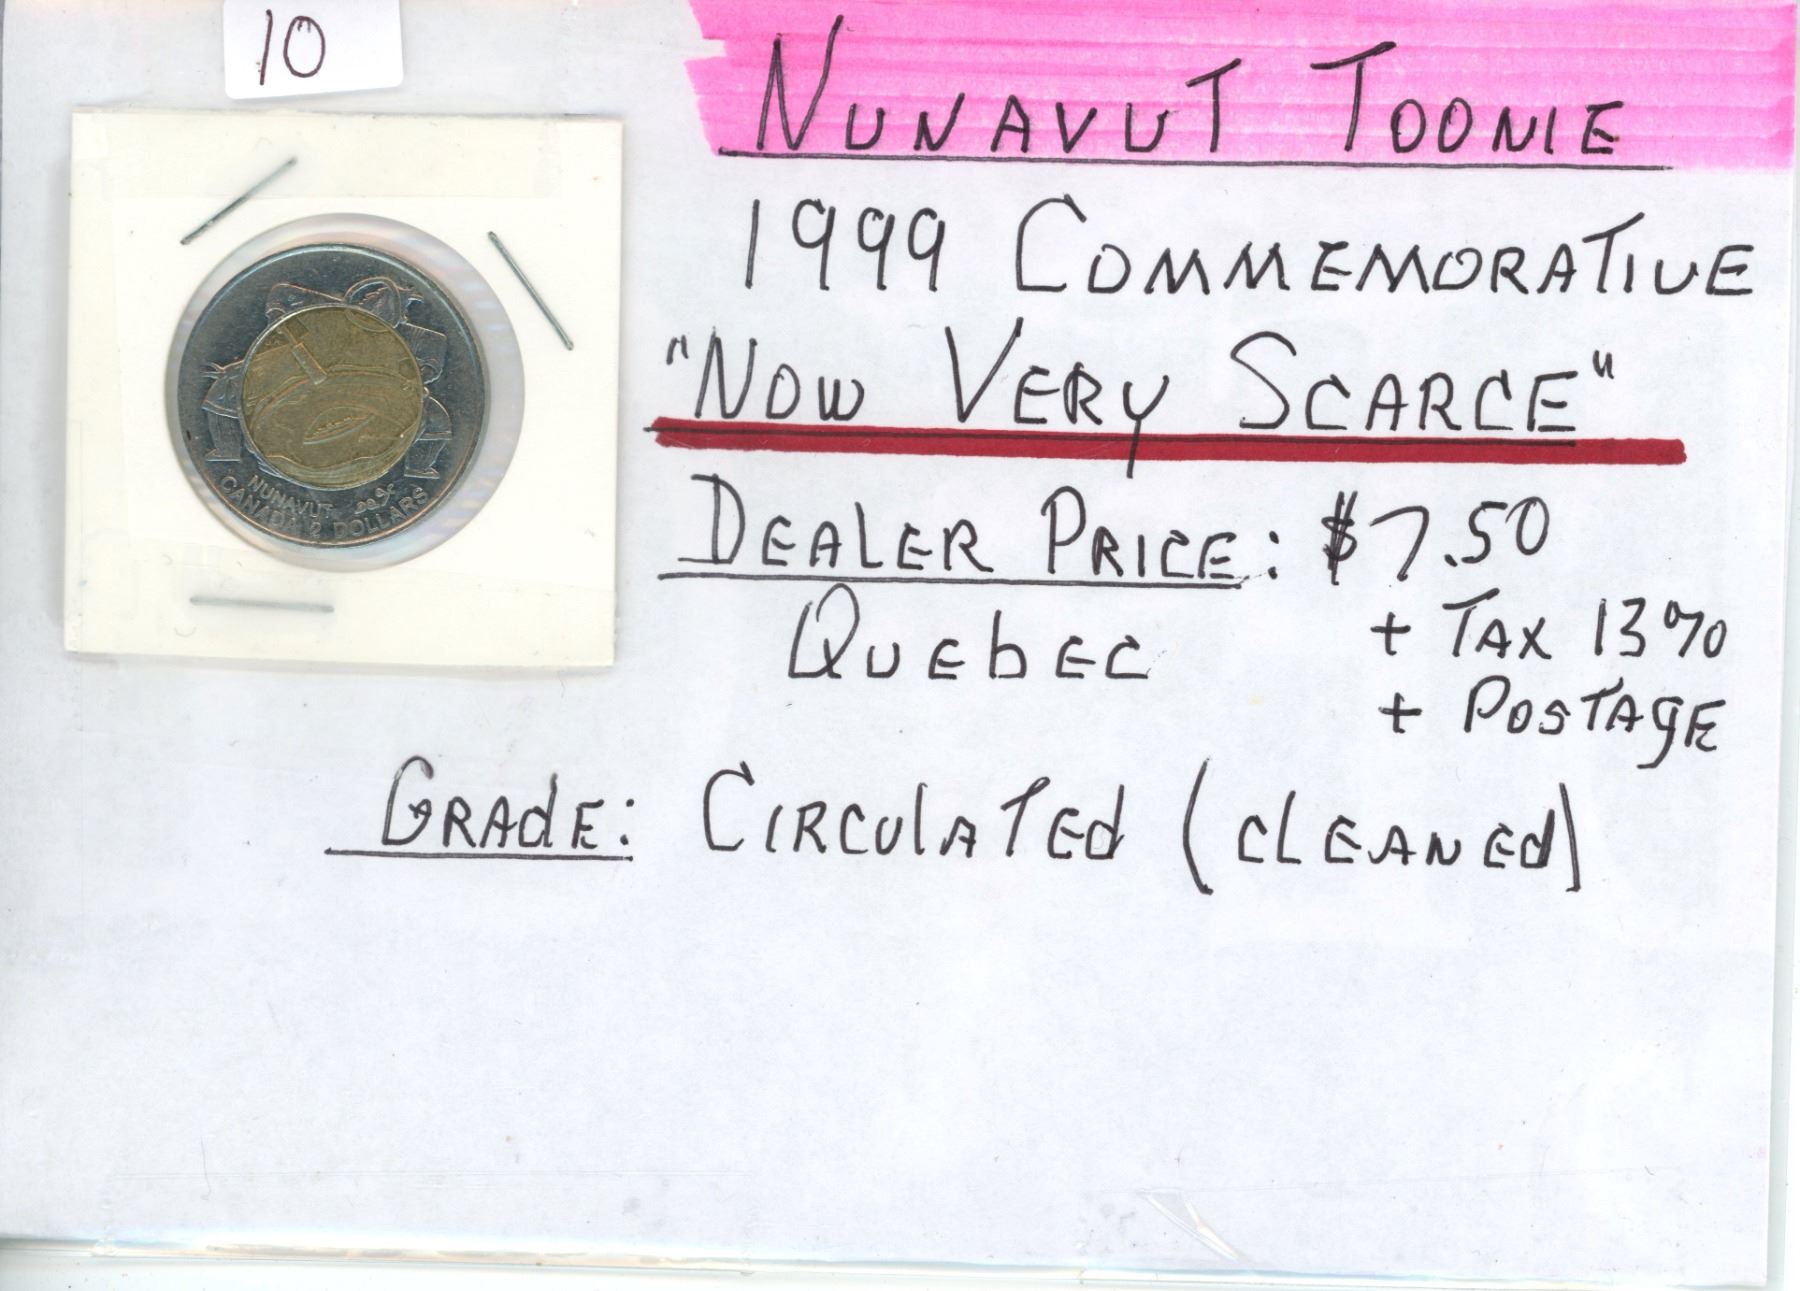 10
NUNAVUT TOONIE
1999 COMMEMORATIVE
"NOW VERY SCARCE"
DEALER PRICE: $7.50
QUEbEC + TAX 13%
+ POSTAGE
GRAdE: CIRCUlATEd (clEANEd)
NUNAVUT ᓄᓇᕗᑦ
CANADA 2 DOLLARS